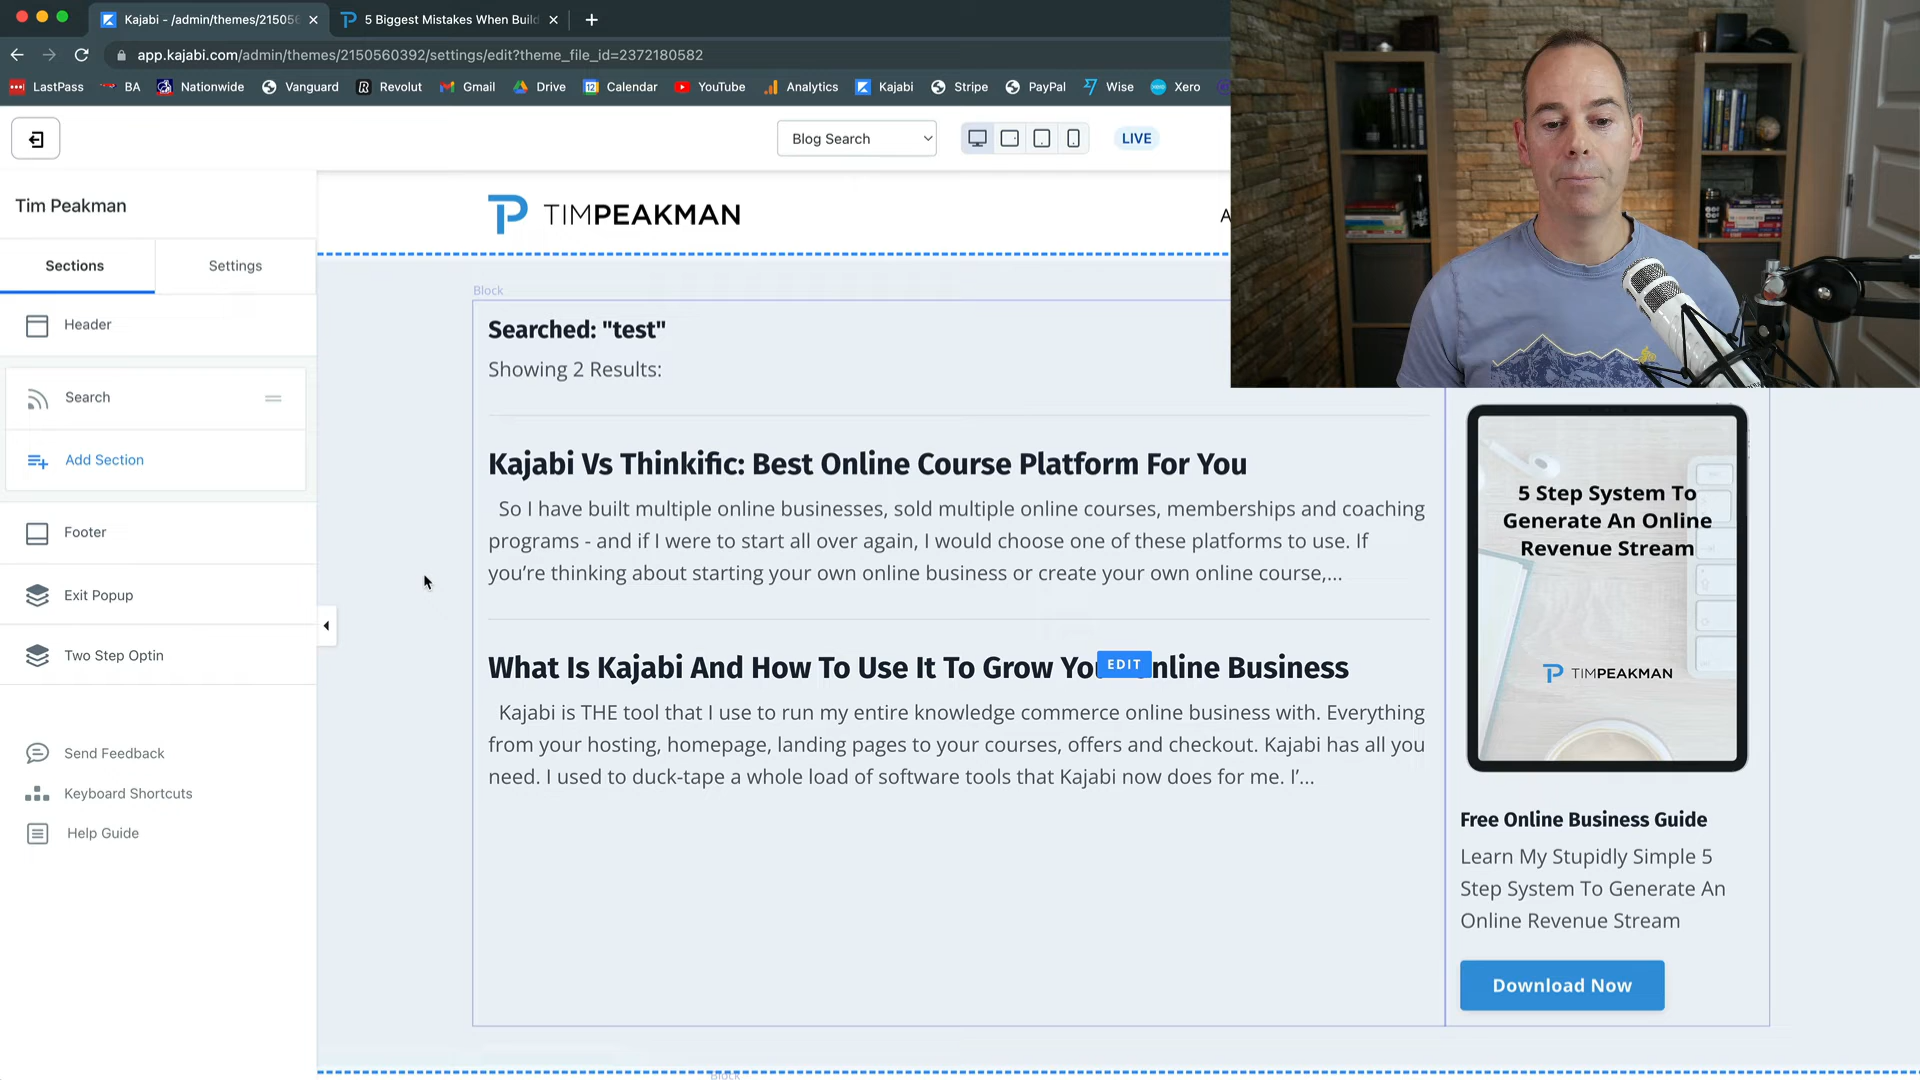 Kajabi - /admin/themes/215056
5 Biggest Mistakes When Build
app.kajabi.com/admin/themes/2150560392/settings/edit?theme_file_id=2372180582
LastPass
BA
Nationwide
Vanguard
Revolut
Gmail
Drive
Calendar
YouTube
Analytics
Kajabi
Stripe
PayPal
Wise
Xero
Blog Search
LIVE
Tim Peakman
Sections
Settings
Header
Search
Add Section
Footer
Exit Popup
Two Step Optin
Send Feedback
Keyboard Shortcuts
Help Guide
TIMPEAKMAN
A
Block
Searched: "test"
Showing 2 Results:
Kajabi Vs Thinkific: Best Online Course Platform For You
So I have built multiple online businesses, sold multiple online courses, memberships and coaching
programs - and if I were to start all over again, I would choose one of these platforms to use. If
you’re thinking about starting your own online business or create your own online course,...
What Is Kajabi And How To Use It To Grow You EDIT nline Business
Kajabi is THE tool that I use to run my entire knowledge commerce online business with. Everything
from your hosting, homepage, landing pages to your courses, offers and checkout. Kajabi has all you
need. I used to duck-tape a whole load of software tools that Kajabi now does for me. I’...
5 Step System To
Generate An Online
Revenue Stream
TIMPEAKMAN
Free Online Business Guide
Learn My Stupidly Simple 5
Step System To Generate An
Online Revenue Stream
Download Now
Block